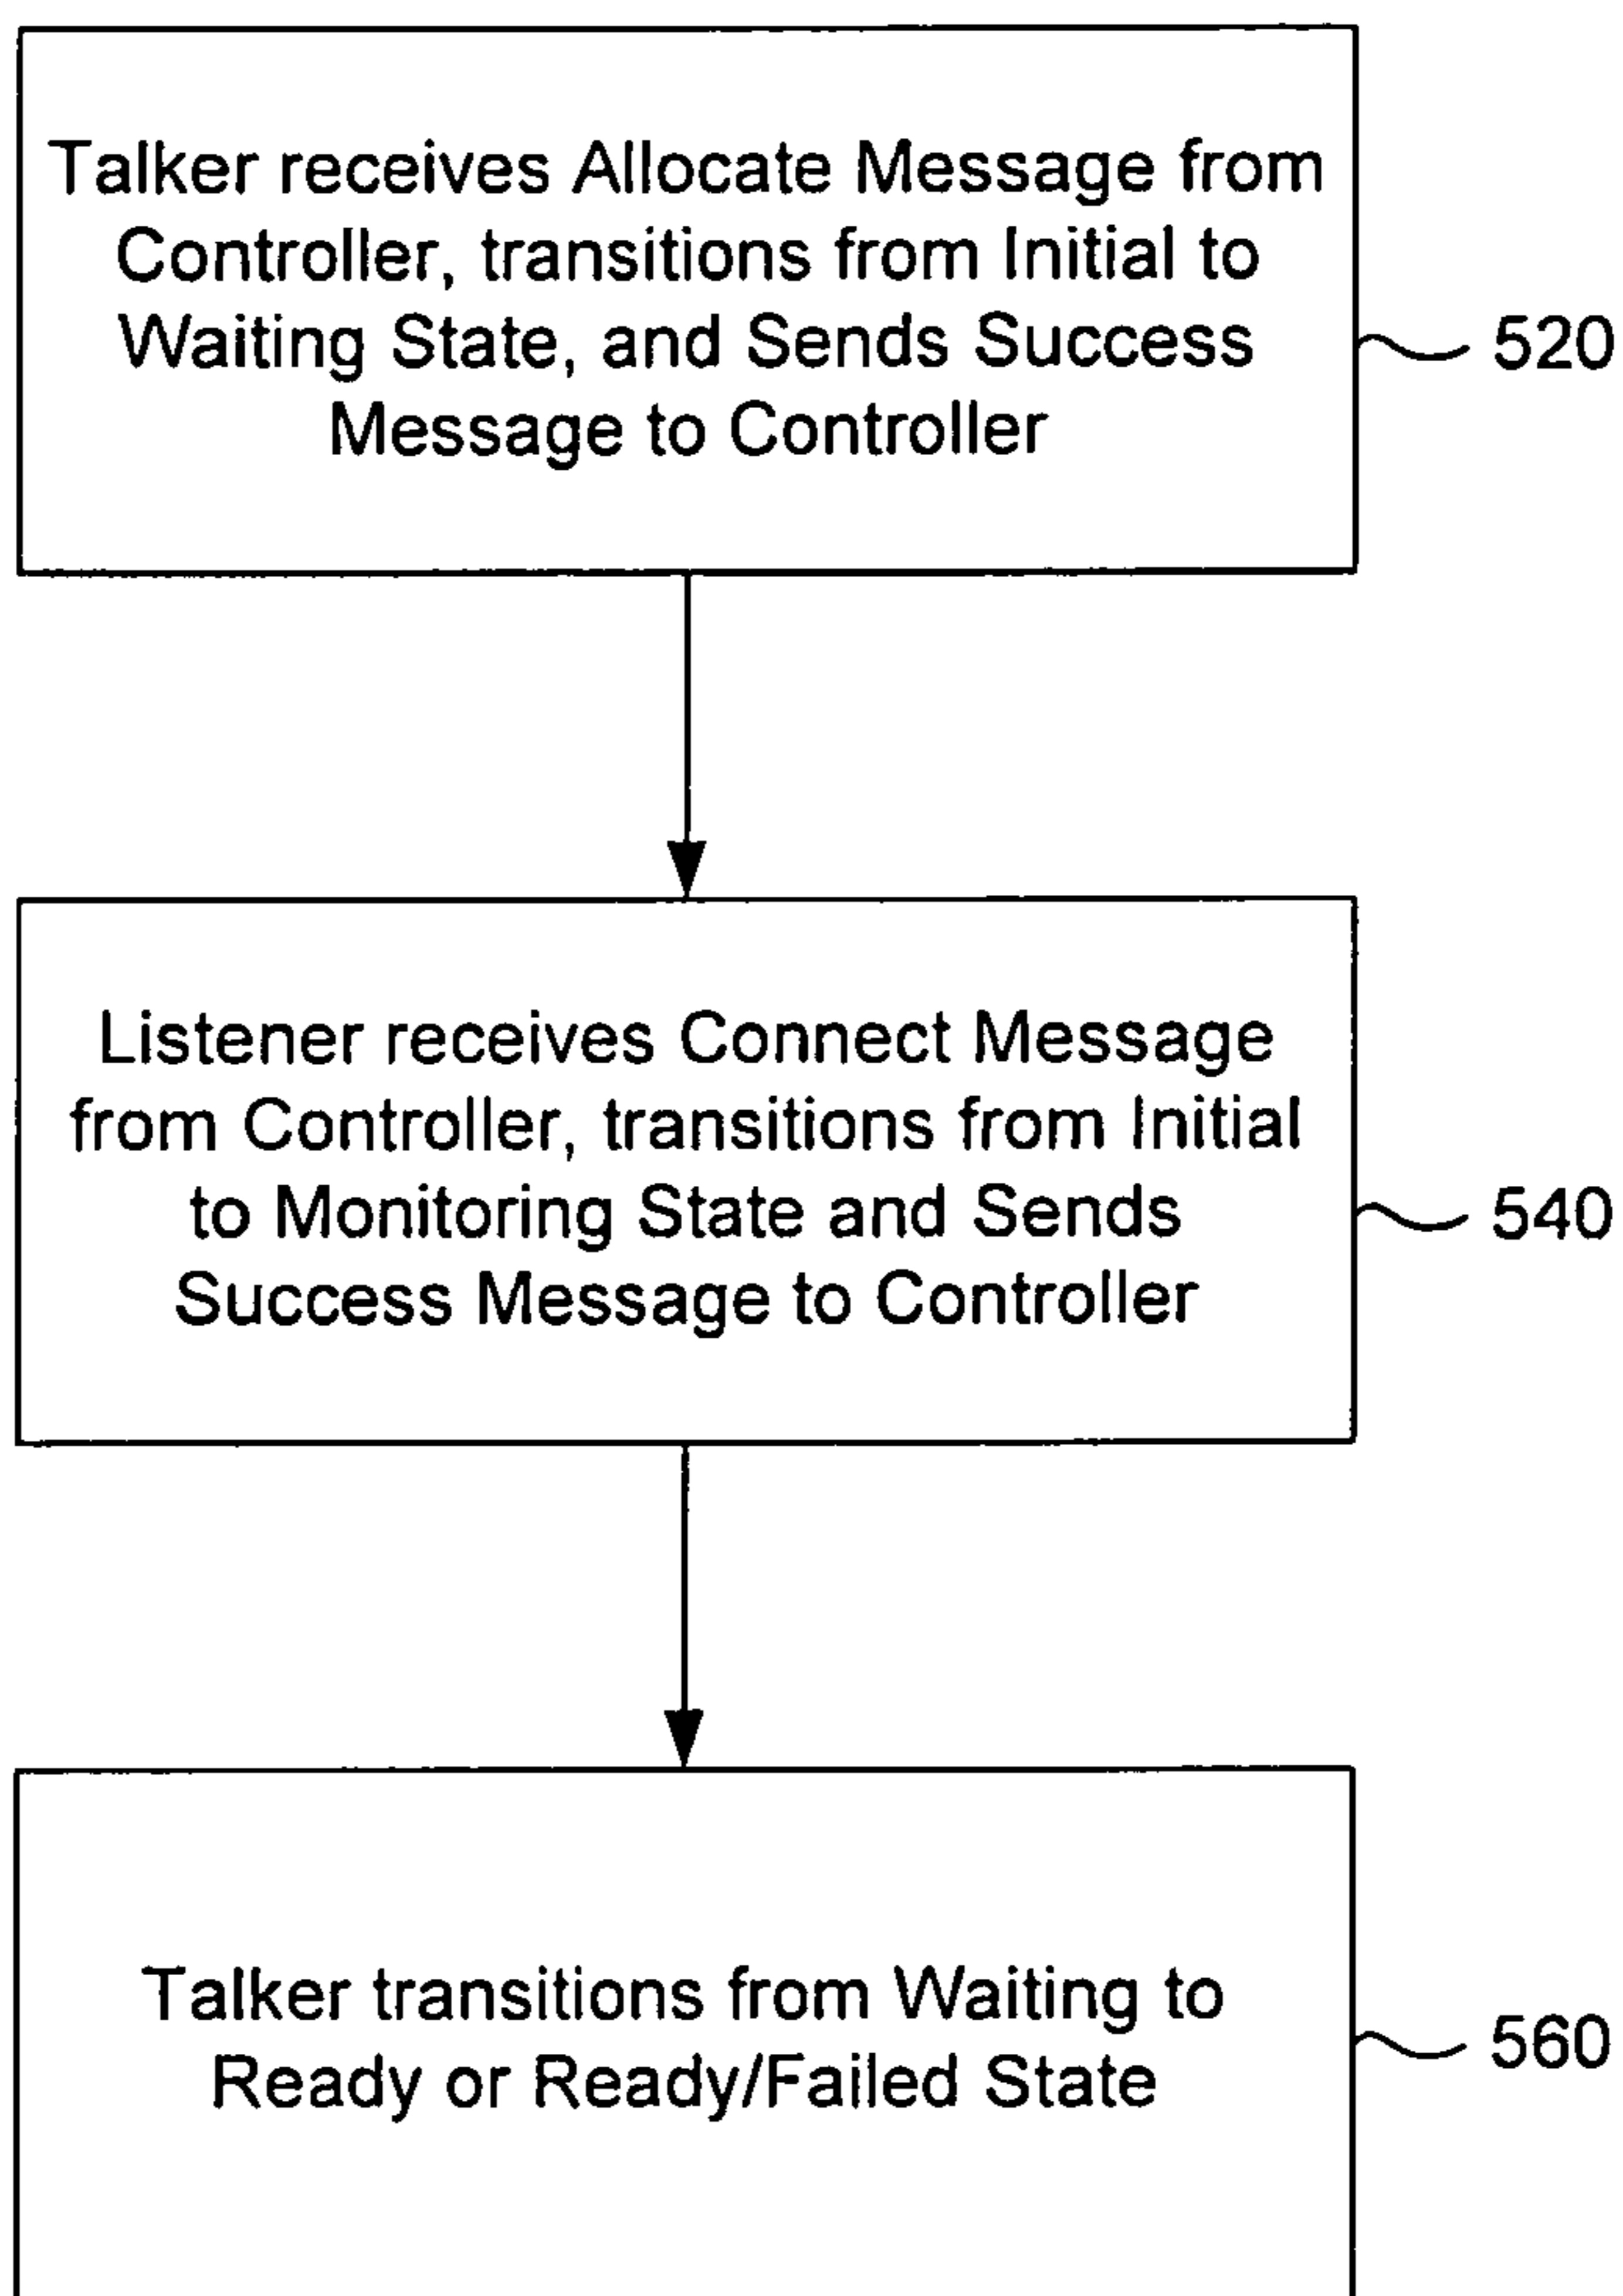 Talker receives Allocate Message from
Controller, transitions from Initial to
Waiting State, and Sends Success
Message to Controller
520
Listener receives Connect Message
from Controller, transitions from Initial
to Monitoring State and Sends
Success Message to Controller
540
Talker transitions from Waiting to
Ready or Ready/Failed State
560